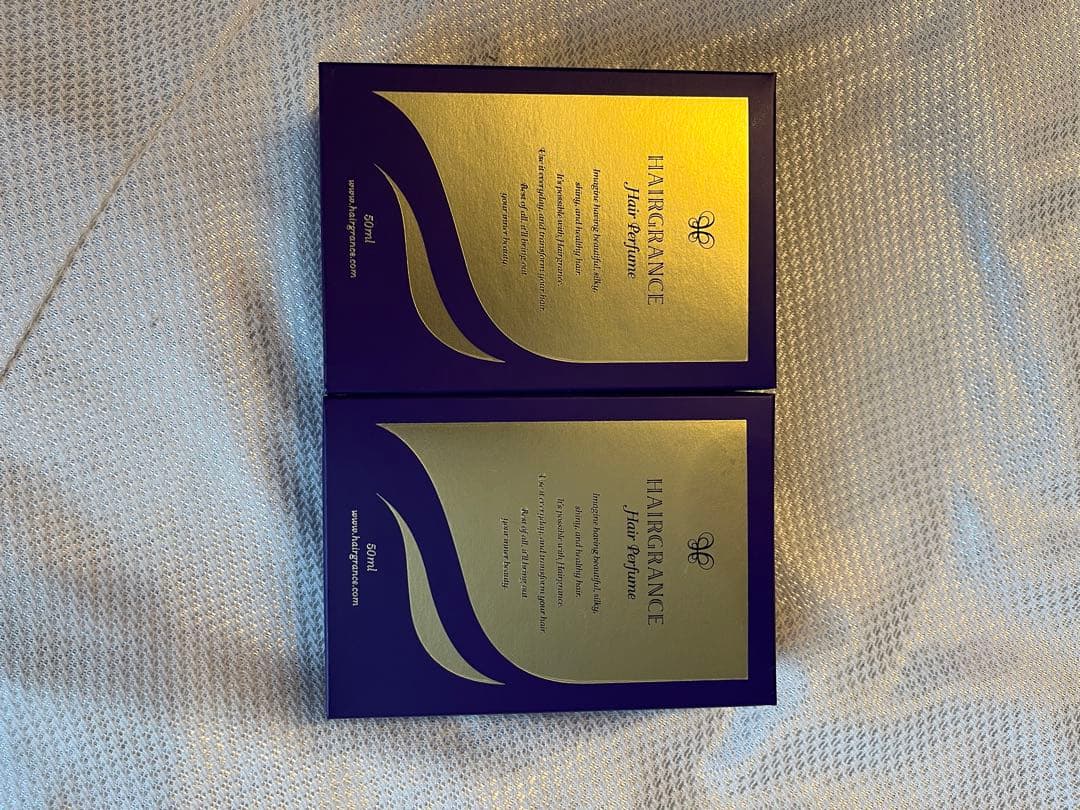 HAIRGRANCE
Hair Perfume
Imagine having beautiful, silky,
shiny, and healthy hair.
It's possible with Hairgrance.
Use it everyday, and transform your hair.
Best of all, it'll bring out
your inner beauty.
50ml
www.hairgrance.com
HAIRGRANCE
Hair Perfume
Imagine having beautiful, silky,
shiny, and healthy hair.
It's possible with Hairgrance.
Use it everyday, and transform your hair.
Best of all, it'll bring out
your inner beauty.
50ml
www.hairgrance.com